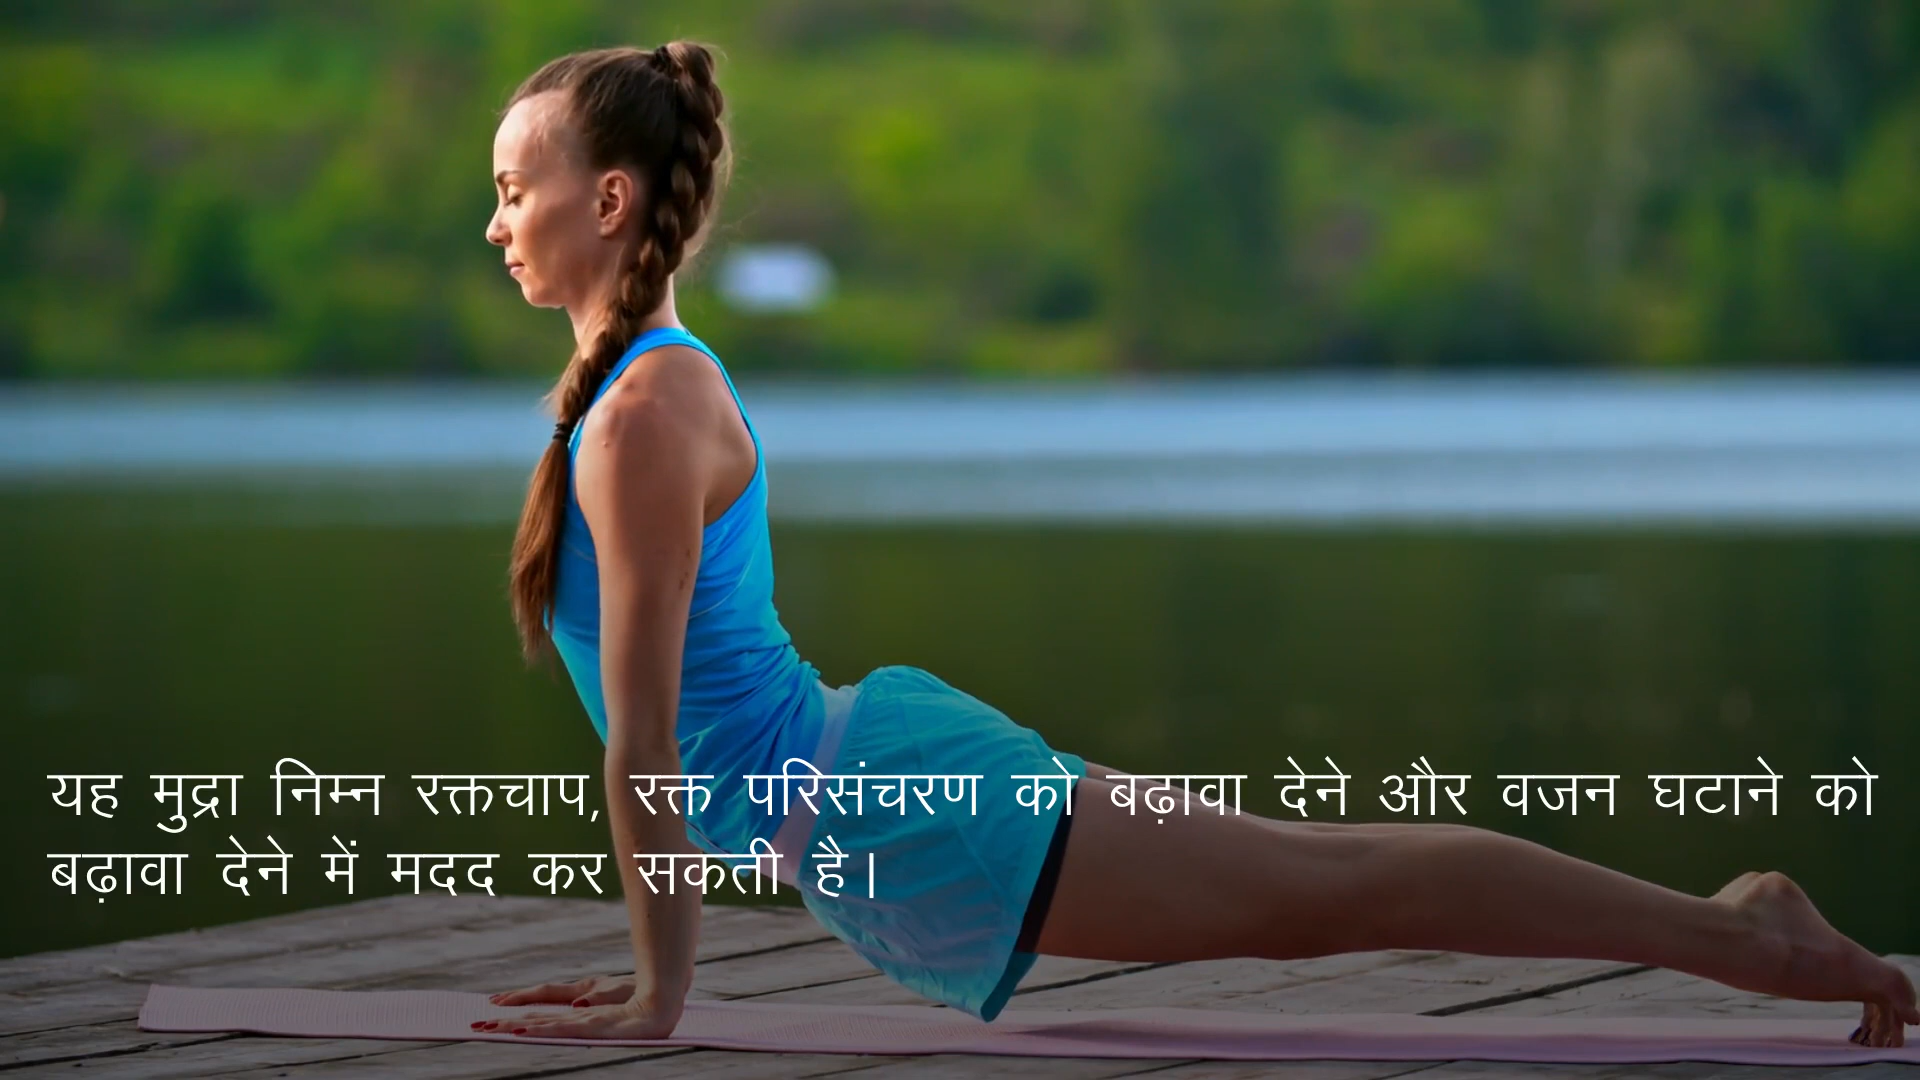 यह मुद्रा निम्न रक्तचाप, रक्त परिसंचरण को बढ़ावा देने और वजन घटाने को
बढ़ावा देने में मदद कर सकती है।